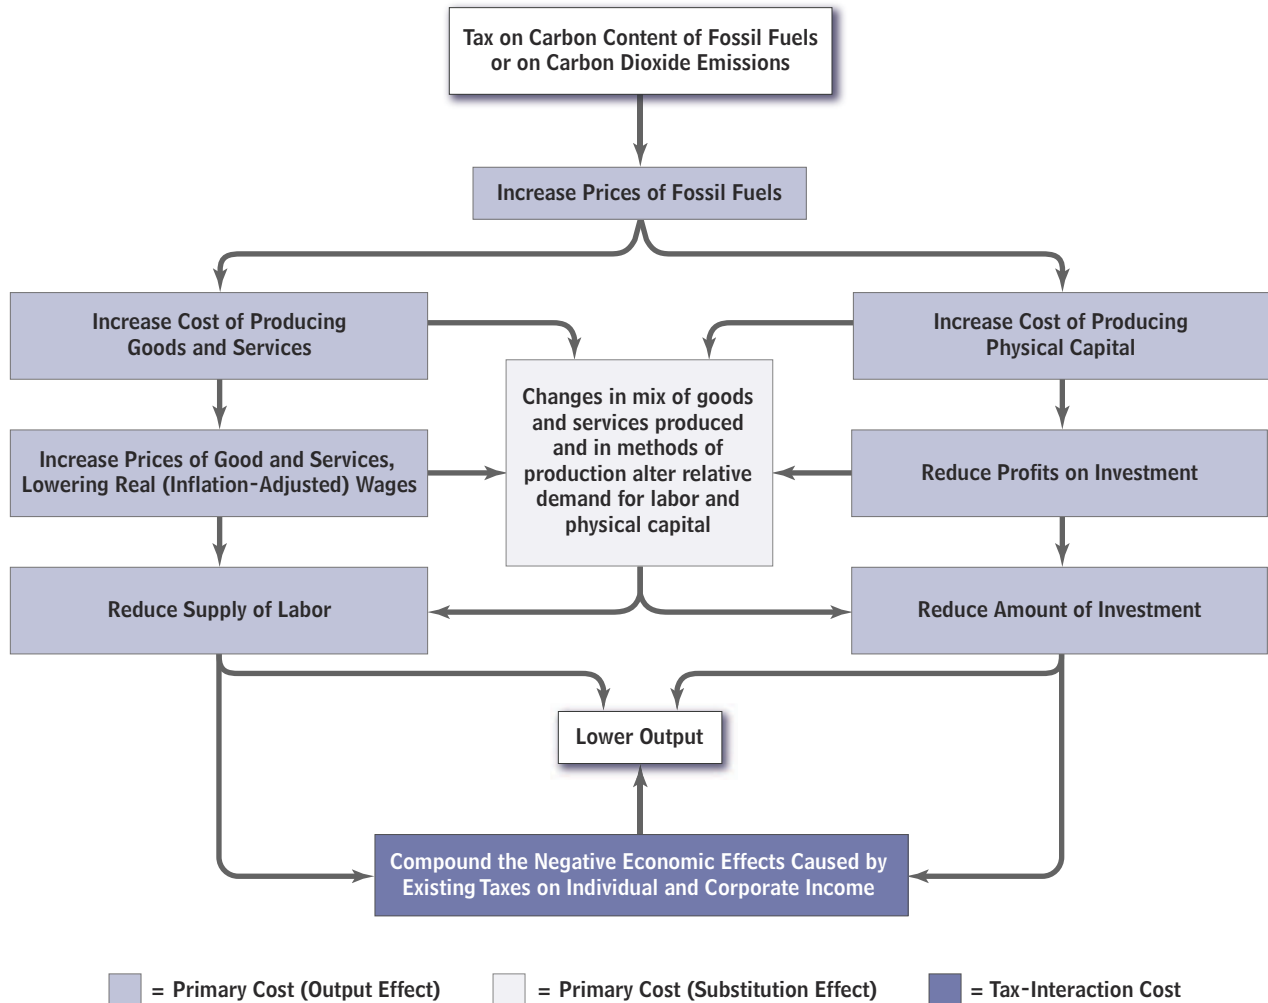 Tax on Carbon Content of Fossil Fuels
or on Carbon Dioxide Emissions
Increase Prices of Fossil Fuels
Increase Cost of Producing
Goods and Services
Increase Cost of Producing
Physical Capital
Changes in mix of goods
and services produced
and in methods of
production alter relative
demand for labor and
physical capital
Increase Prices of Good and Services,
Lowering Real (Inflation-Adjusted) Wages
Reduce Profits on Investment
Reduce Supply of Labor
Reduce Amount of Investment
Lower Output
Compound the Negative Economic Effects Caused by
Existing Taxes on Individual and Corporate Income
= Primary Cost (Output Effect)
= Primary Cost (Substitution Effect)
= Tax-Interaction Cost